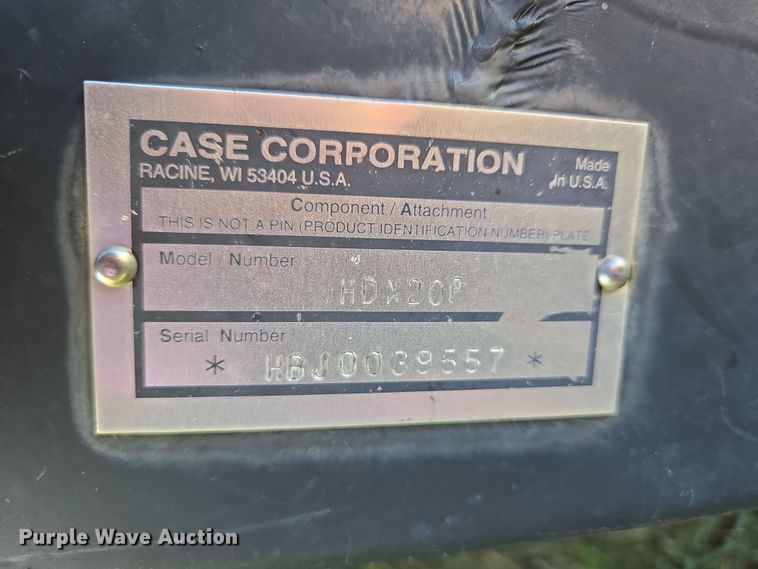 CASE CORPORATION
RACINE, WI 53404 U.S.A.
Made
in U.S.A.
Component / Attachment
THIS IS NOT A PIN (PRODUCT IDENTIFICATION NUMBER) PLATE
Model / Number
HDX20P
Serial Number
* HBJ0039557 *
Purple Wave Auction